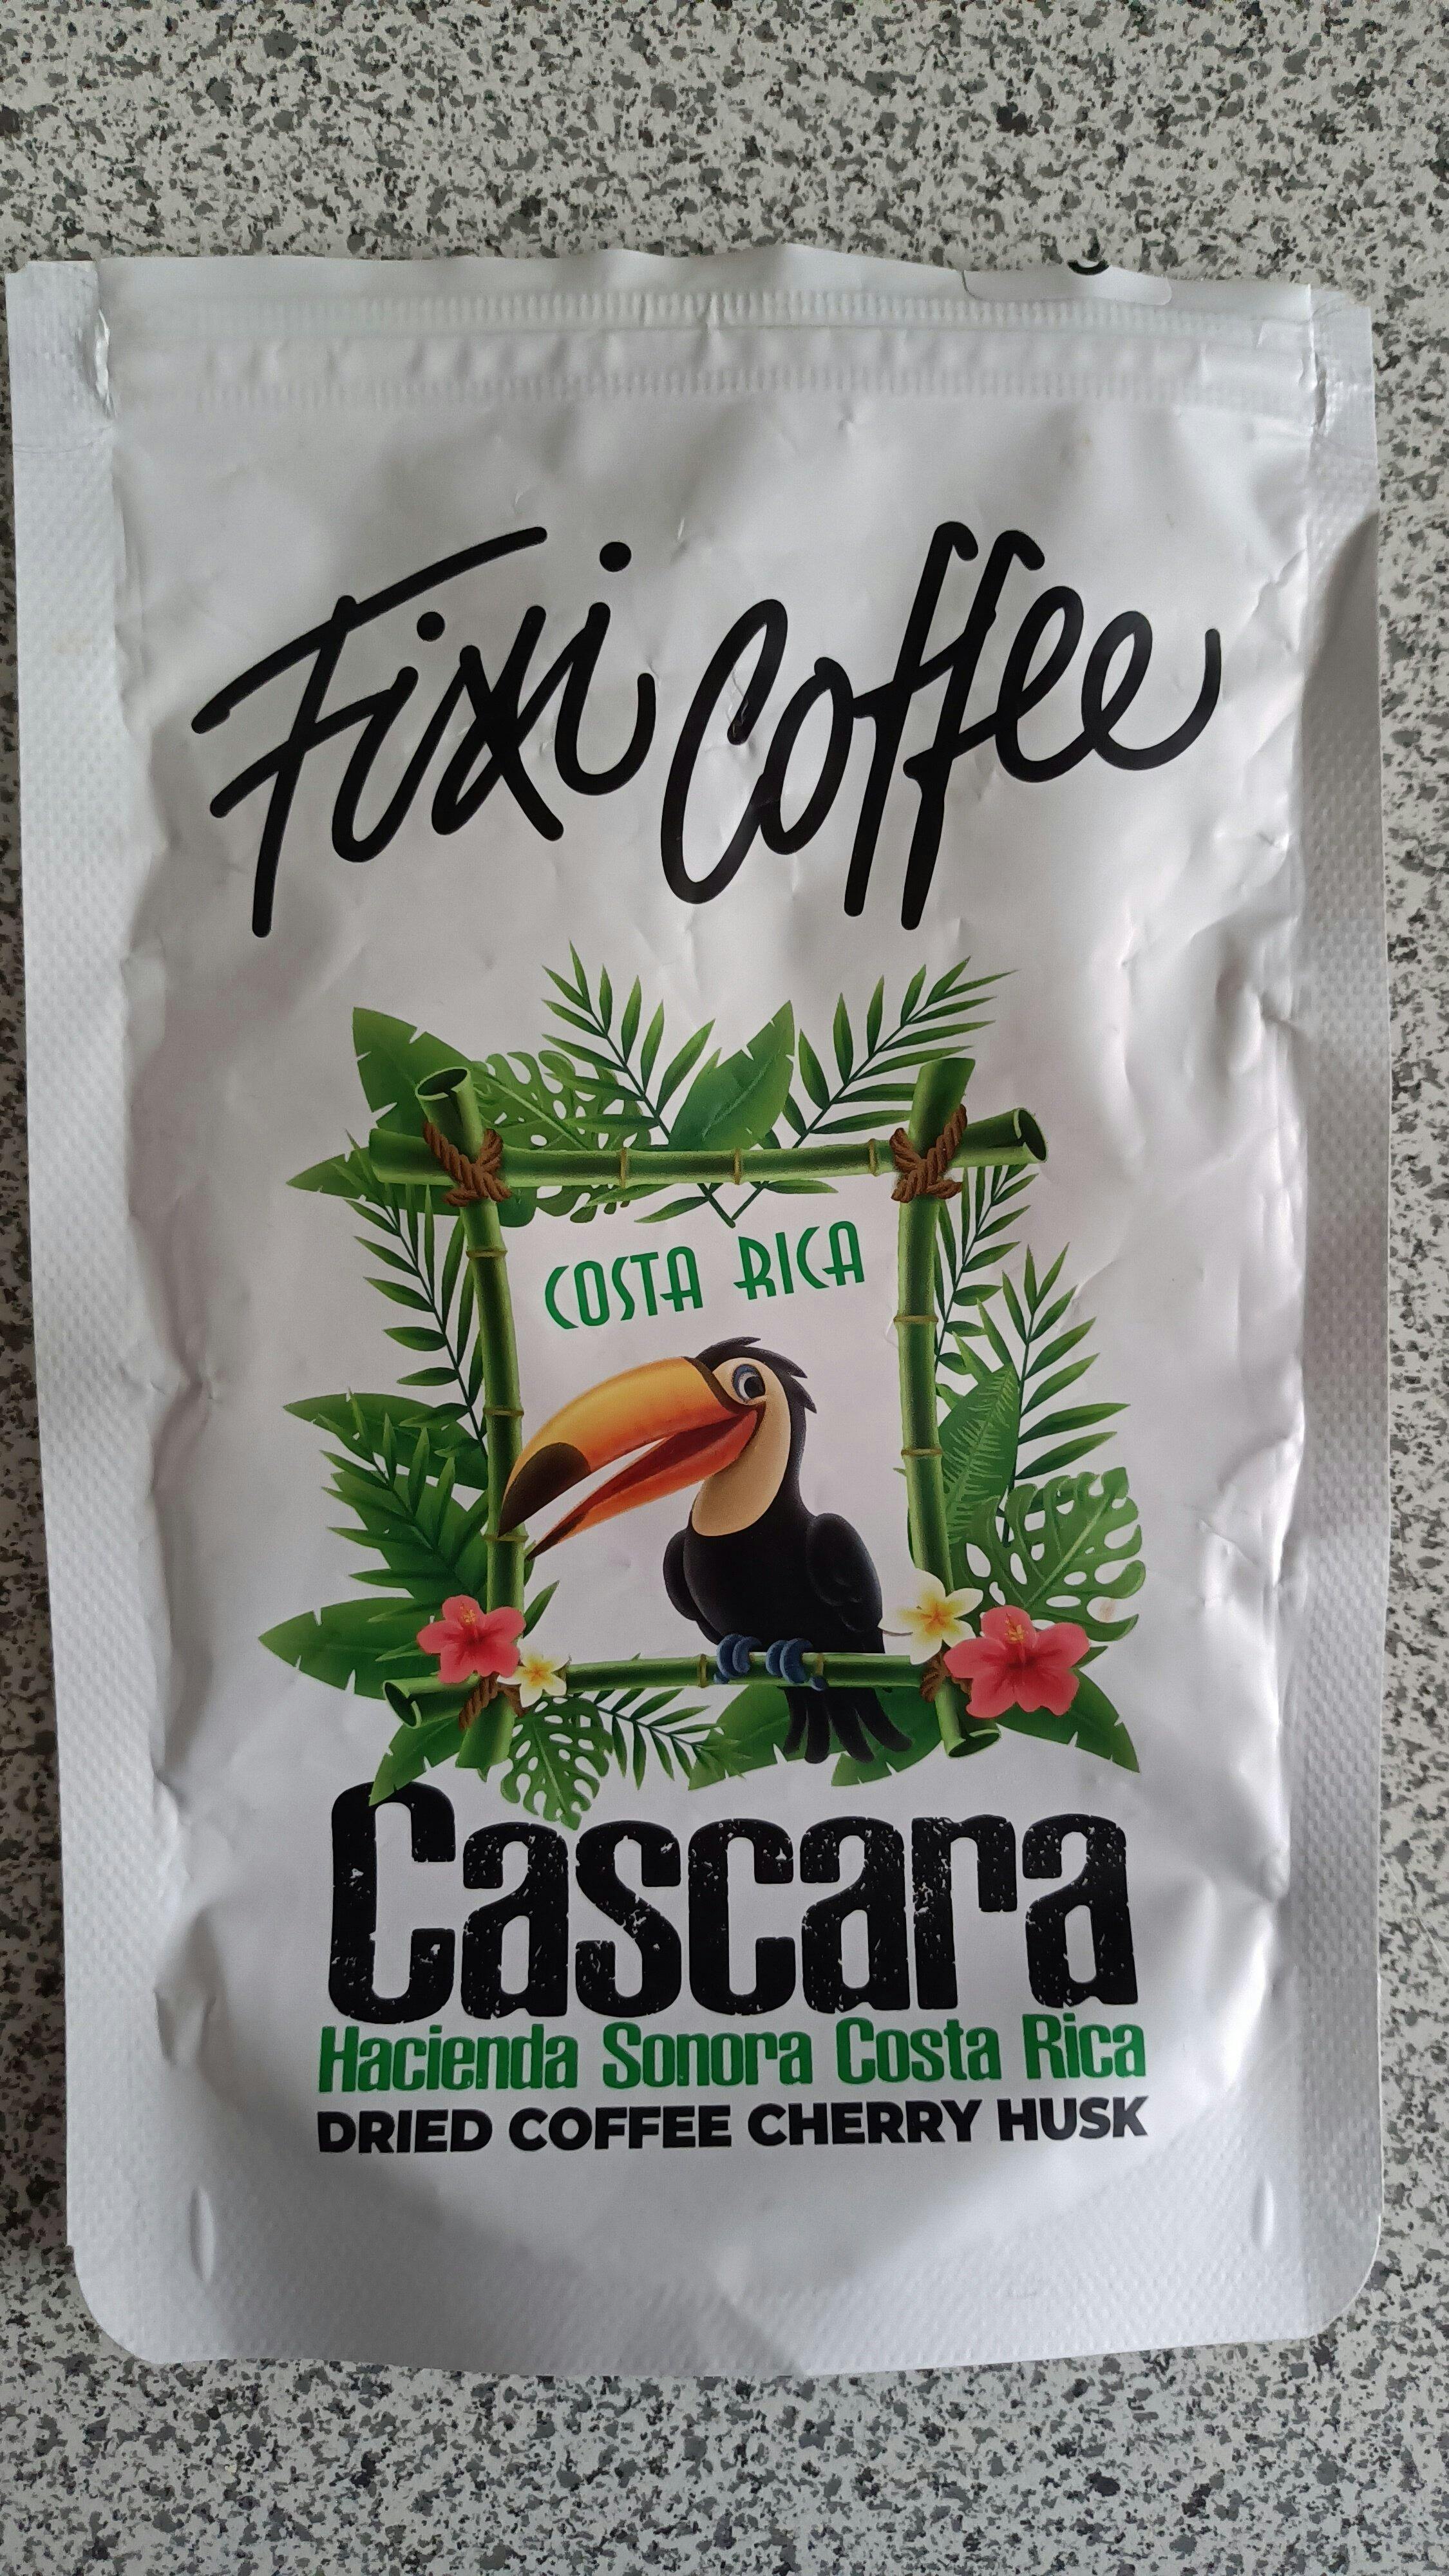 Fixi Coffee
COSTA RICA
Cascara
Hacienda Sonora Costa Rica
DRIED COFFEE CHERRY HUSK